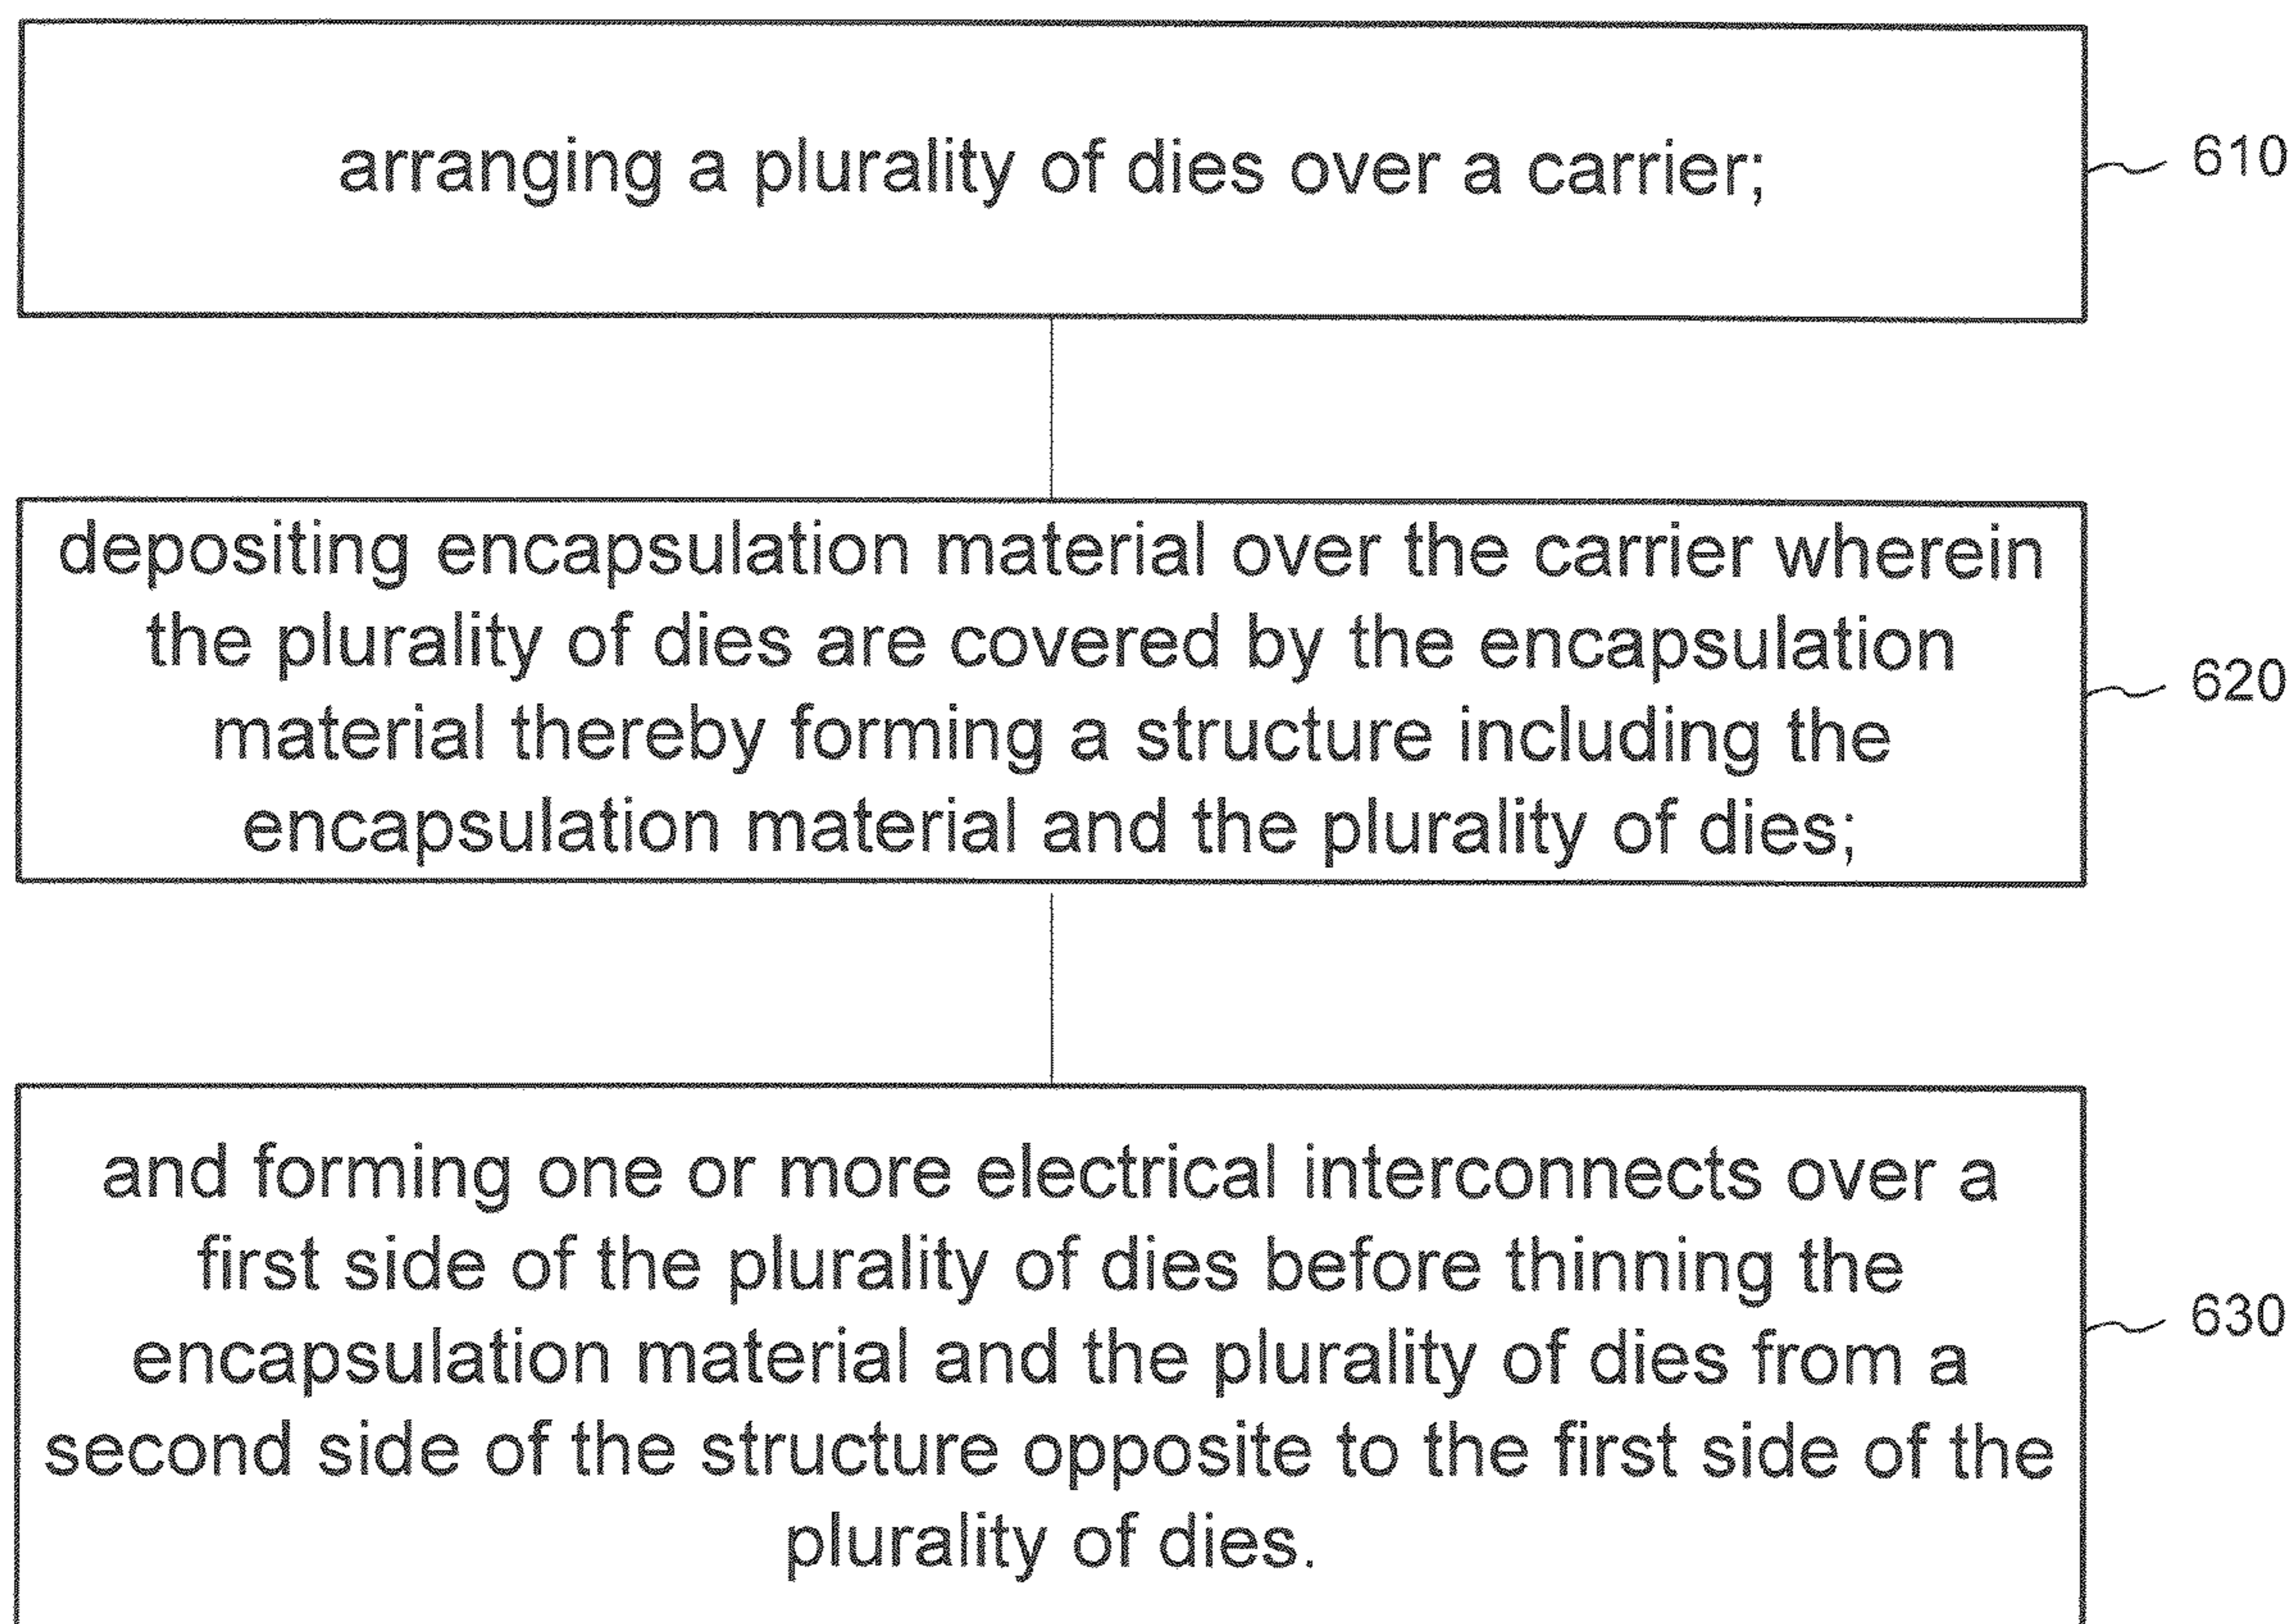 arranging a plurality of dies over a carrier;
610
depositing encapsulation material over the carrier wherein
the plurality of dies are covered by the encapsulation
material thereby forming a structure including the
encapsulation material and the plurality of dies;
620
and forming one or more electrical interconnects over a
first side of the plurality of dies before thinning the
encapsulation material and the plurality of dies from a
second side of the structure opposite to the first side of the
plurality of dies.
630